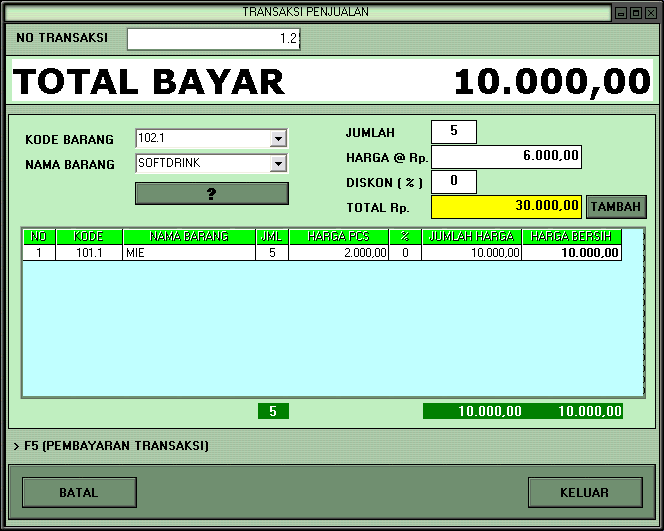 TRANSAKSI PENJUALAN
NO TRANSAKSI 1.2
TOTAL BAYAR 10.000,00
KODE BARANG 102.1
NAMA BARANG SOFTDRINK
?
JUMLAH 5
HARGA @ Rp. 6.000,00
DISKON ( % ) 0
TOTAL Rp. 30.000,00 TAMBAH
NO KODE NAMA BARANG JML HARGA PCS % JUMLAH HARGA HARGA BERSIH
1 101.1 MIE 5 2.000,00 0 10.000,00 10.000,00
5 10.000,00 10.000,00
> F5 (PEMBAYARAN TRANSAKSI)
BATAL KELUAR